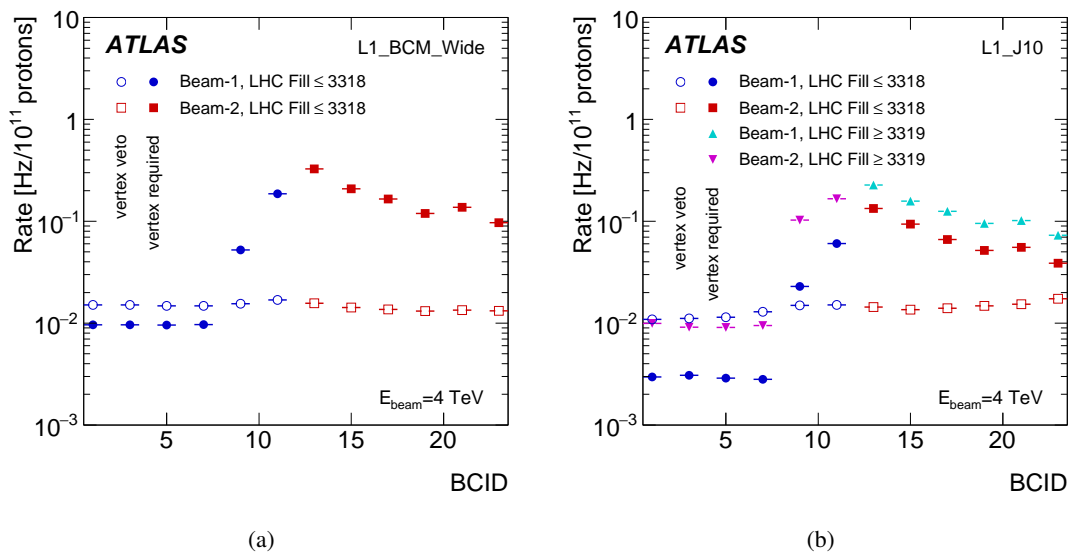 ATLAS
L1_BCM_Wide
Beam-1, LHC Fill ≤ 3318
Beam-2, LHC Fill ≤ 3318
vertex veto
vertex required
E_beam=4 TeV
Rate [Hz/10^11 protons]
10
1
10^−1
10^−2
10^−3
5
10
15
20
BCID
(a)
ATLAS
L1_J10
Beam-1, LHC Fill ≤ 3318
Beam-2, LHC Fill ≤ 3318
Beam-1, LHC Fill ≥ 3319
Beam-2, LHC Fill ≥ 3319
vertex veto
vertex required
E_beam=4 TeV
Rate [Hz/10^11 protons]
10
1
10^−1
10^−2
10^−3
5
10
15
20
BCID
(b)